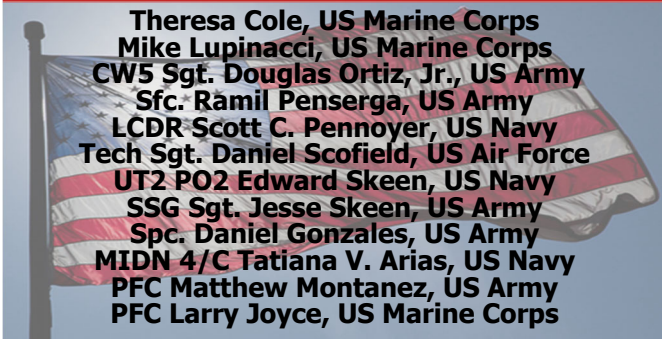 Theresa Cole, US Marine Corps
Mike Lupinacci, US Marine Corps
CW5 Sgt. Douglas Ortiz, Jr., US Army
Sfc. Ramil Penserga, US Army
LCDR Scott C. Pennoyer, US Navy
Tech Sgt. Daniel Scofield, US Air Force
UT2 PO2 Edward Skeen, US Navy
SSG Sgt. Jesse Skeen, US Army
Spc. Daniel Gonzales, US Army
MIDN 4/C Tatiana V. Arias, US Navy
PFC Matthew Montanez, US Army
PFC Larry Joyce, US Marine Corps